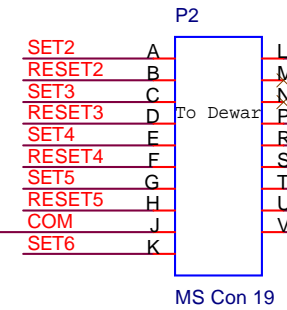 P2
SET2 A L
RESET2 B M
SET3 C N
RESET3 D To Dewar P
SET4 E R
RESET4 F S
SET5 G T
RESET5 H U
COM J V
SET6 K
MS Con 19